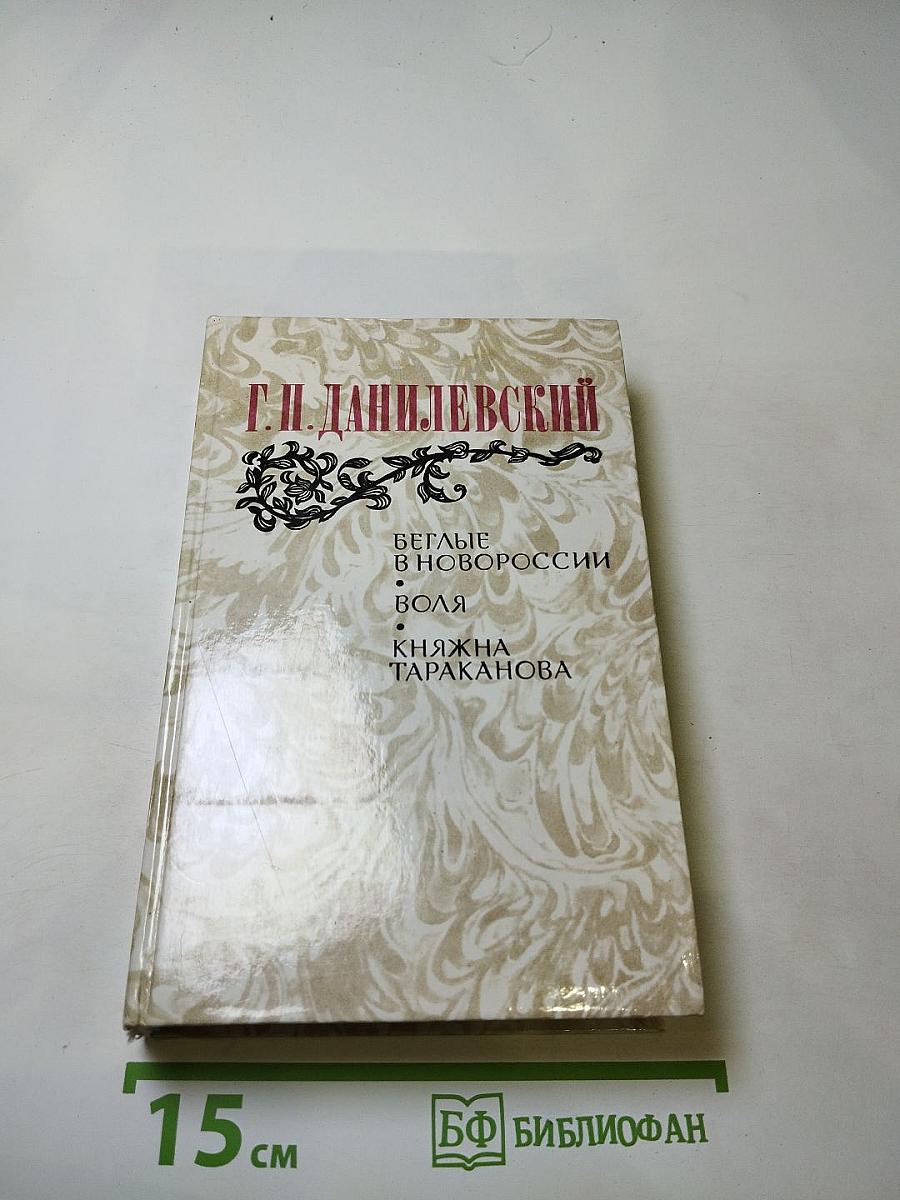 Г.П.ДАНИЛЕВСКИЙ
БЕГЛЫЕ
В НОВОРОССИИ
•
ВОЛЯ
•
КНЯЖНА
ТАРАКАНОВА
15 см
БФ БИБЛИОФАН